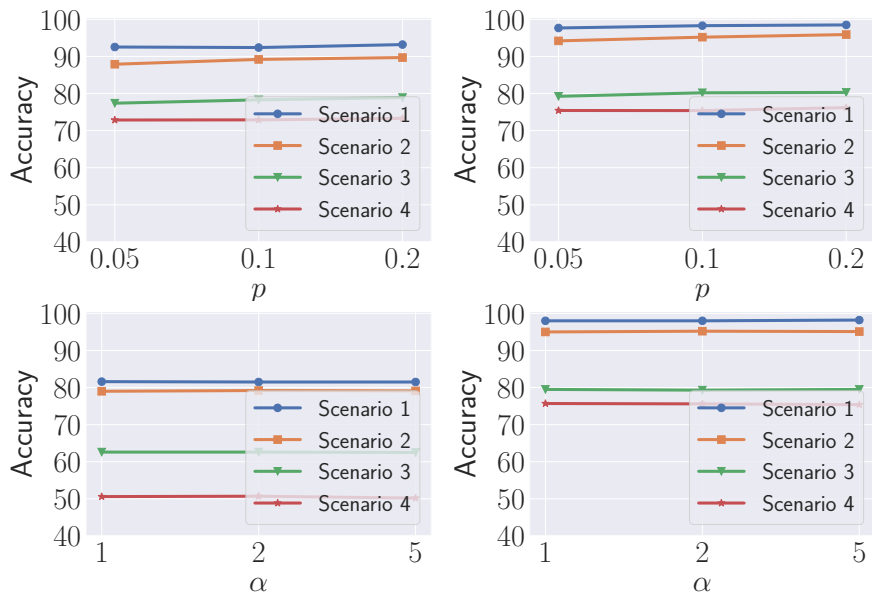 100
90
80
70
60
50
40
Accuracy
0.05 0.1 0.2
p
Scenario 1
Scenario 2
Scenario 3
Scenario 4
100
90
80
70
60
50
40
Accuracy
0.05 0.1 0.2
p
Scenario 1
Scenario 2
Scenario 3
Scenario 4
100
90
80
70
60
50
40
Accuracy
1 2 5
α
Scenario 1
Scenario 2
Scenario 3
Scenario 4
100
90
80
70
60
50
40
Accuracy
1 2 5
α
Scenario 1
Scenario 2
Scenario 3
Scenario 4